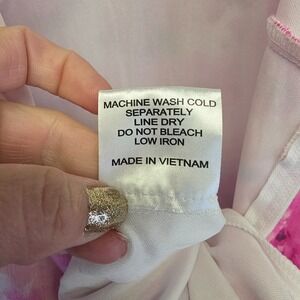 MACHINE WASH COLD
SEPARATELY
LINE DRY
DO NOT BLEACH
LOW IRON
MADE IN VIETNAM